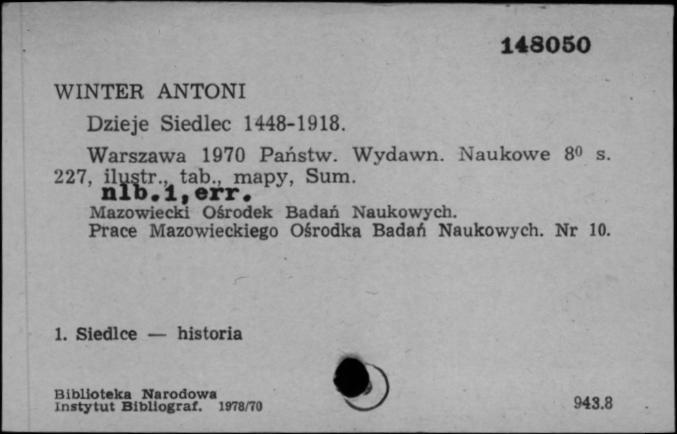 148050
WINTER ANTONI
Dzieje Siedlec 1448-1918.
Warszawa 1970 Państw. Wydawn. Naukowe 8⁰ s.
227, ilustr., tab., mapy, Sum.
nlb.1, err.
Mazowiecki Ośrodek Badań Naukowych.
Prace Mazowieckiego Ośrodka Badań Naukowych. Nr 10.
1. Siedlce — historia
Biblioteka Narodowa
Instytut Bibliograf. 1978/70
943.8